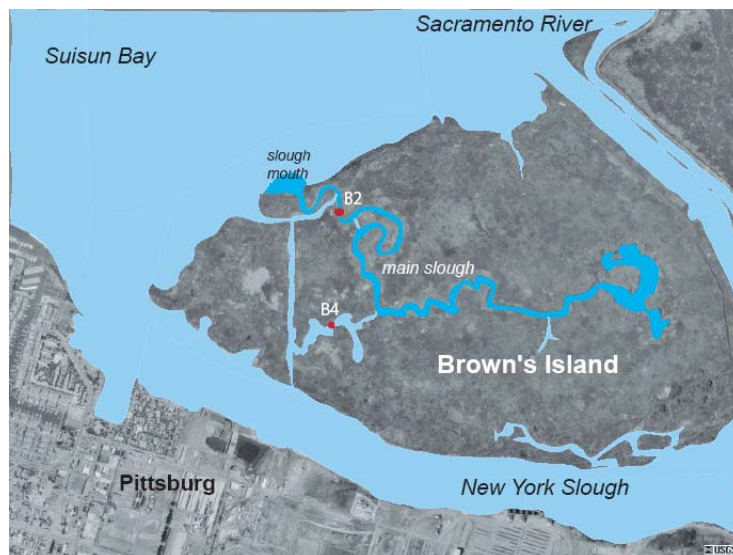 Sacramento River
Suisun Bay
slough
mouth
B2
main slough
B4
Brown's Island
Pittsburg
New York Slough
USGS